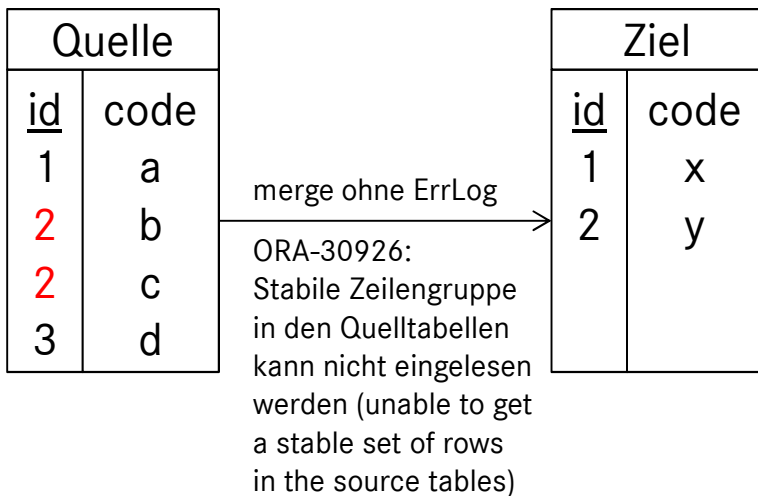 Quelle
id code
1 a
2 b
2 c
3 d
merge ohne ErrLog
ORA-30926:
Stabile Zeilengruppe
in den Quelltabellen
kann nicht eingelesen
werden (unable to get
a stable set of rows
in the source tables)
Ziel
id code
1 x
2 y